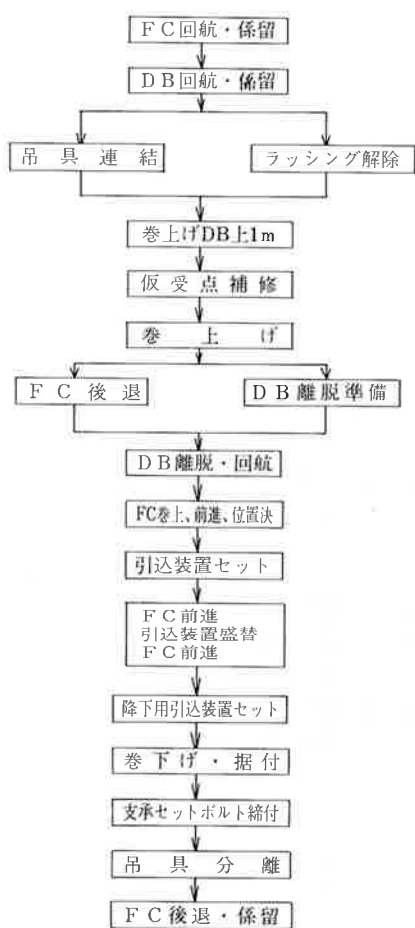 FC回航・係留
DB回航・係留
吊具連結
ラッシング解除
巻上げDB上1m
仮受点補修
巻上げ
FC後退
DB離脱準備
DB離脱・回航
FC巻上、前進、位置決
引込装置セット
FC前進
引込装置盛替
FC前進
降下用引込装置セット
巻下げ・据付
支承セットボルト締付
吊具分離
FC後退・係留